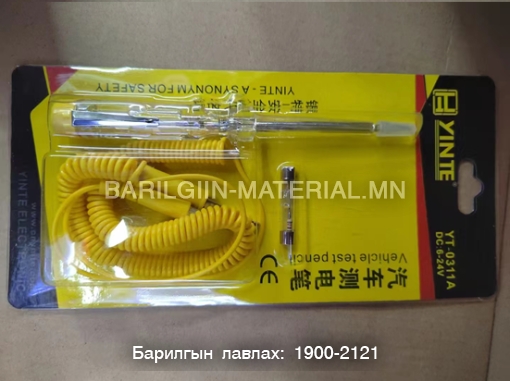 YINTE - A SYNONYM FOR SAFETY
YINTE
YT-0311A
DC:6-24V
汽车测电笔
Vehicle test pencil
CE
YINTE ELECTRONIC
BARILGIIN-MATERIAL.MN
Барилгын лавлах: 1900-2121